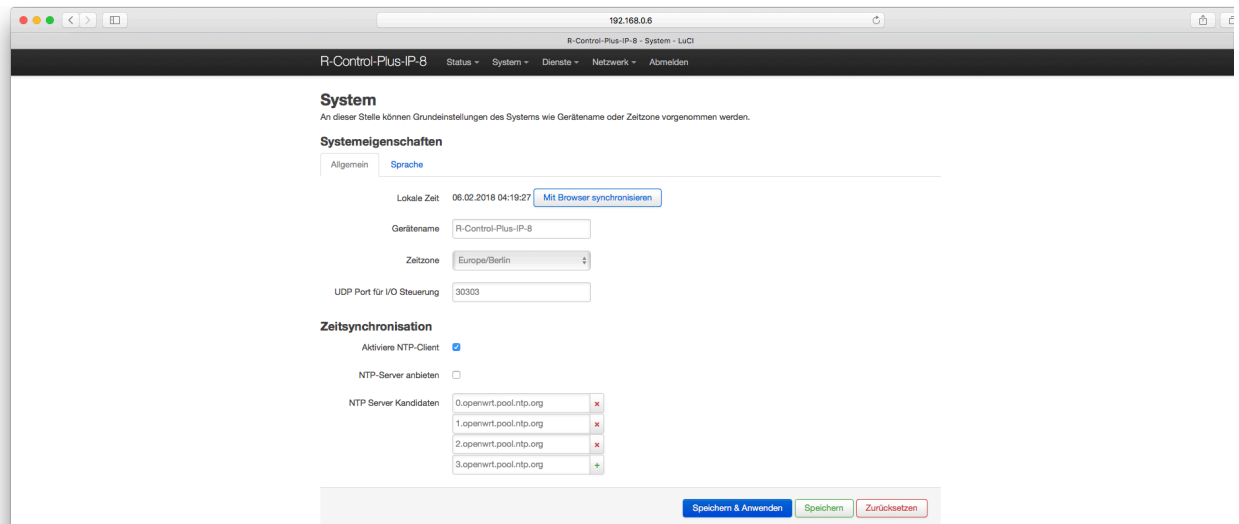 192.168.0.6
R-Control-Plus-IP-8 - System - LuCI
R-Control-Plus-IP-8 Status System Dienste Netzwerk Abmelden
System
An dieser Stelle können Grundeinstellungen des Systems wie Gerätename oder Zeitzone vorgenommen werden.
Systemeigenschaften
Allgemein Sprache
Lokale Zeit 06.02.2018 04:19:27 Mit Browser synchronisieren
Gerätename R-Control-Plus-IP-8
Zeitzone Europe/Berlin
UDP Port für I/O Steuerung 30303
Zeitsynchronisation
Aktiviere NTP-Client
NTP-Server anbieten
NTP Server Kandidaten 0.openwrt.pool.ntp.org
1.openwrt.pool.ntp.org
2.openwrt.pool.ntp.org
3.openwrt.pool.ntp.org
Speichern & Anwenden Speichern Zurücksetzen